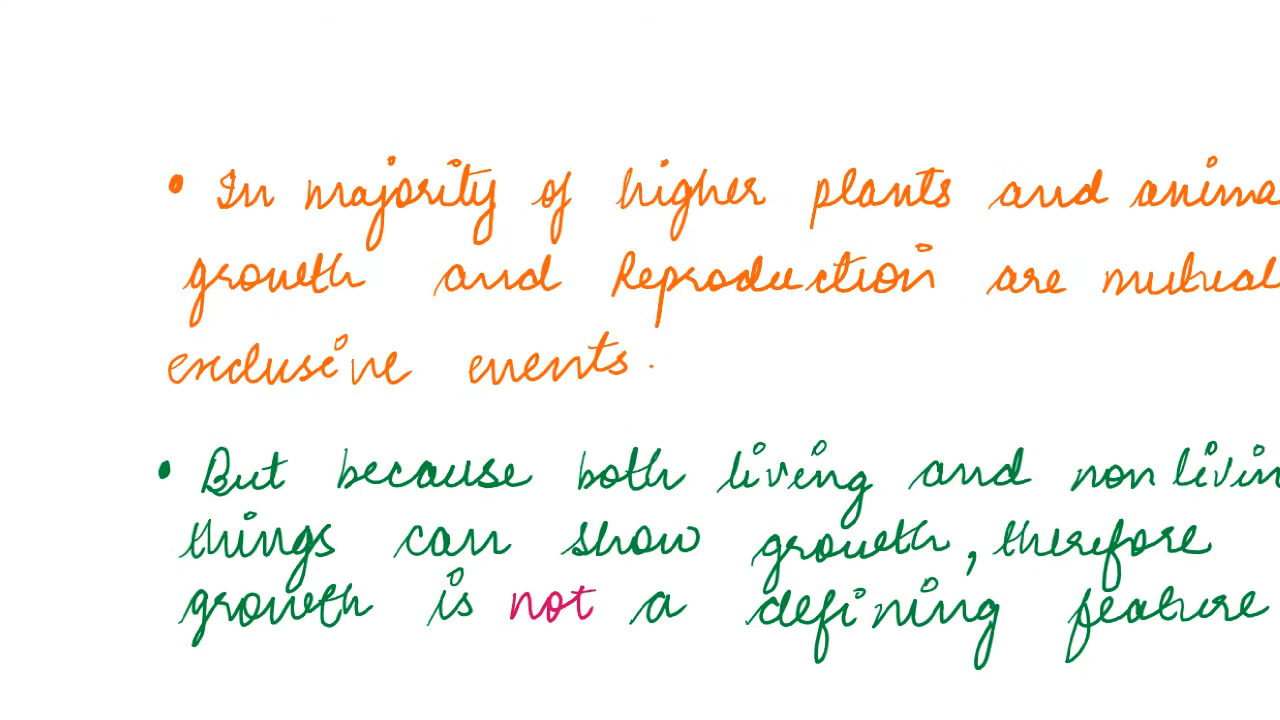 • In majority of higher plants and anima
growth and Reproduction are mutual
exclusive events.
• But because both living and non livin
things can show growth, therefore
growth is not a defining feature